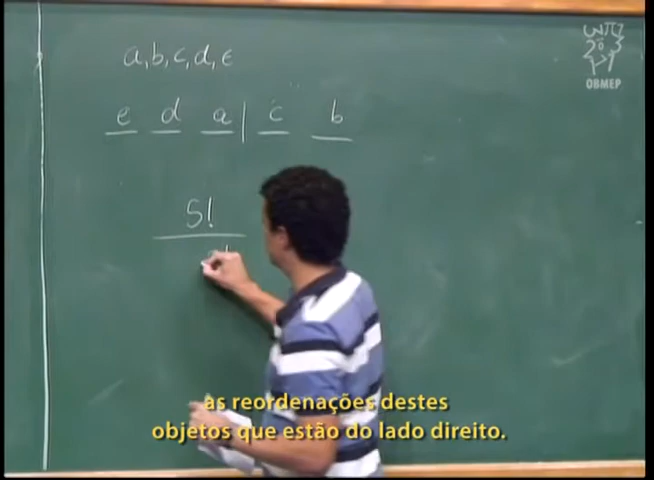 a,b,c,d,e
e d a | c b
5!
OBMEP
as reordenações destes
objetos que estão do lado direito.